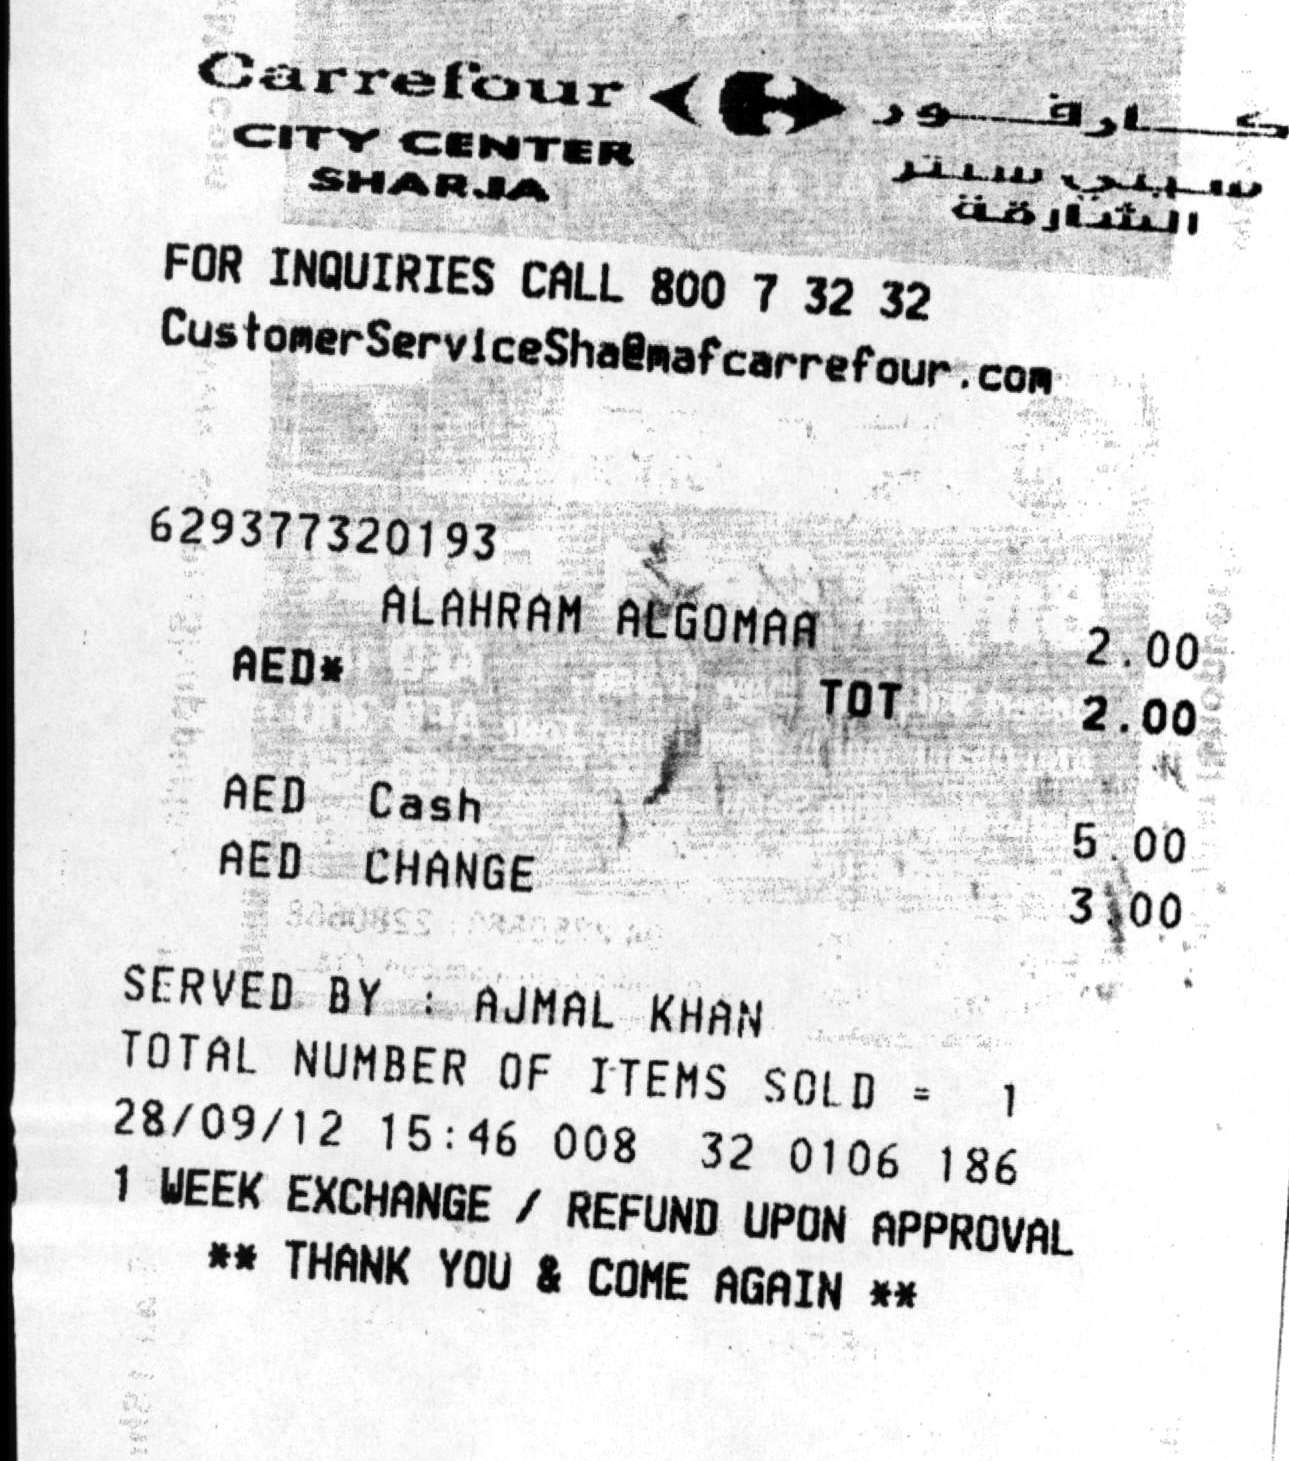 Carrefour كارفور
CITY CENTER سيتي سنتر
SHARJA الشارقة
FOR INQUIRIES CALL 800 7 32 32
CustomerServiceSha@mafcarrefour.com
629377320193
ALAHRAM ALGOMAA 2.00
AED* TOT 2.00
AED Cash 5.00
AED CHANGE 3.00
SERVED BY : AJMAL KHAN
TOTAL NUMBER OF ITEMS SOLD = 1
28/09/12 15:46 008 32 0106 186
1 WEEK EXCHANGE / REFUND UPON APPROVAL
** THANK YOU & COME AGAIN **